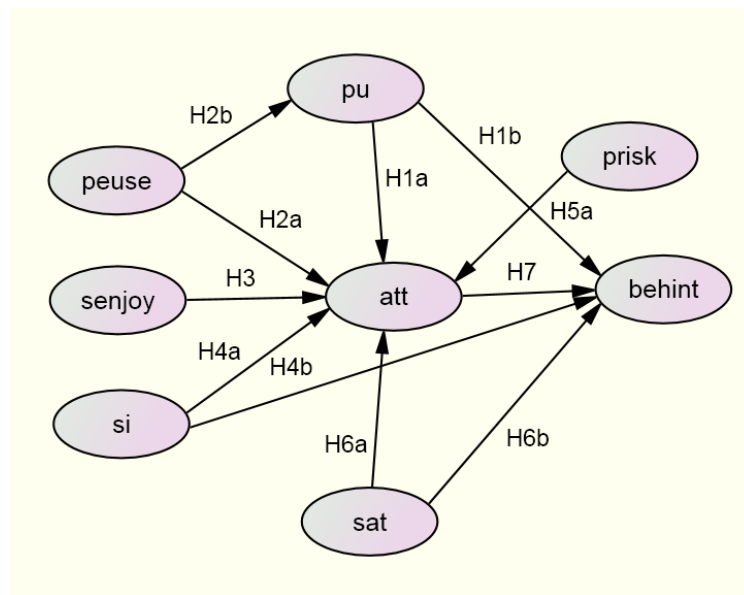 pu
H2b
H1b
prisk
peuse
H1a
H5a
H2a
H3
H7
senjoy
att
behint
H4a
H4b
si
H6a
H6b
sat